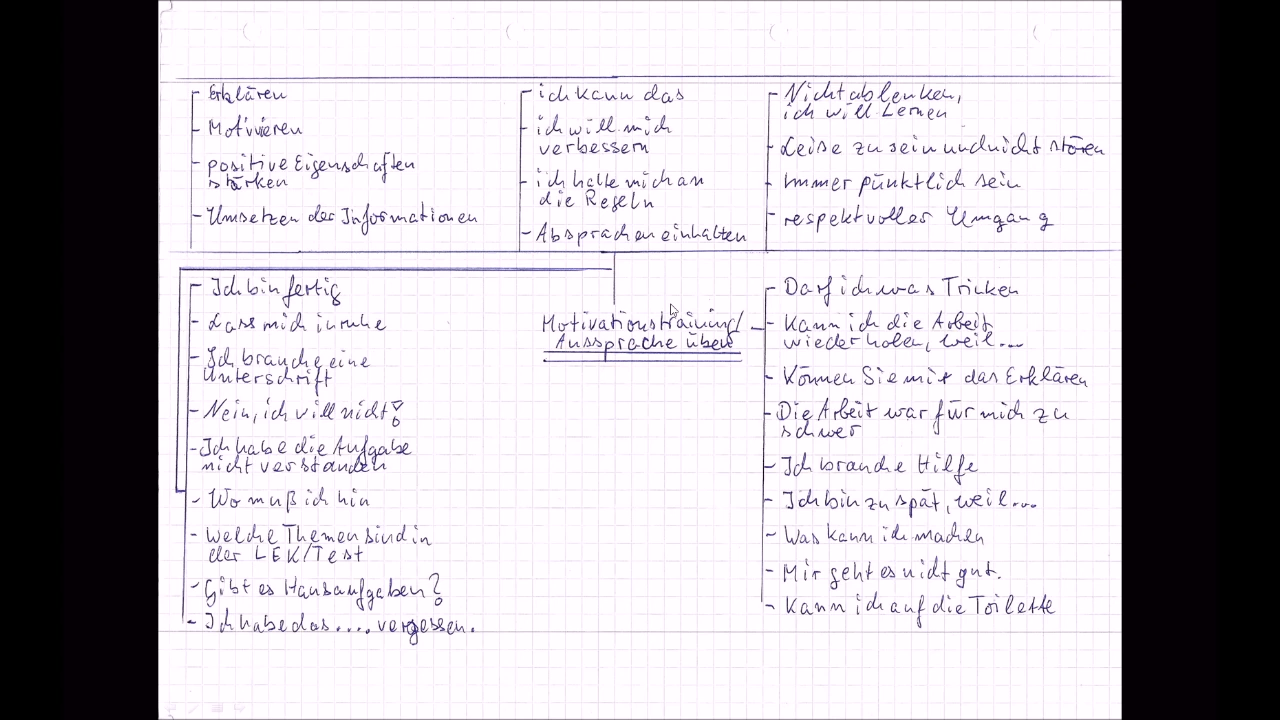 - Erklären
- Motivieren
- positive Eigenschaften
stärken
- Umsetzen der Informationen
- ich kann das
- ich will mich
verbessern
- ich halte mich an
die Regeln
- Absprachen einhalten
- Nicht ablenken,
ich will Lernen
- Leise zu sein und nicht stören
- Immer pünktlich sein
- respektvoller Umgang
Motivationstraining/
Aussprache üben
- Ich bin fertig
- Lass mich in ruhe
- Ich brauche eine
Unterschrift
- Nein, ich will nicht!
- Ich habe die Aufgabe
nicht verstanden
- Wo muß ich hin
- welche Themen sind in
der LEK/Test
- Gibt es Hausaufgaben?
- Ich habe das .... vergessen.
- Darf ich was Trinken
- Kann ich die Arbeit
wiederholen, weil...
- Können Sie mir das Erklären
- Die Arbeit war für mich zu
schwer
- Ich brauche Hilfe
- Ich bin zu spät, weil...
- Was kann ich machen
- Mir geht es nicht gut.
- Kann ich auf die Toilette